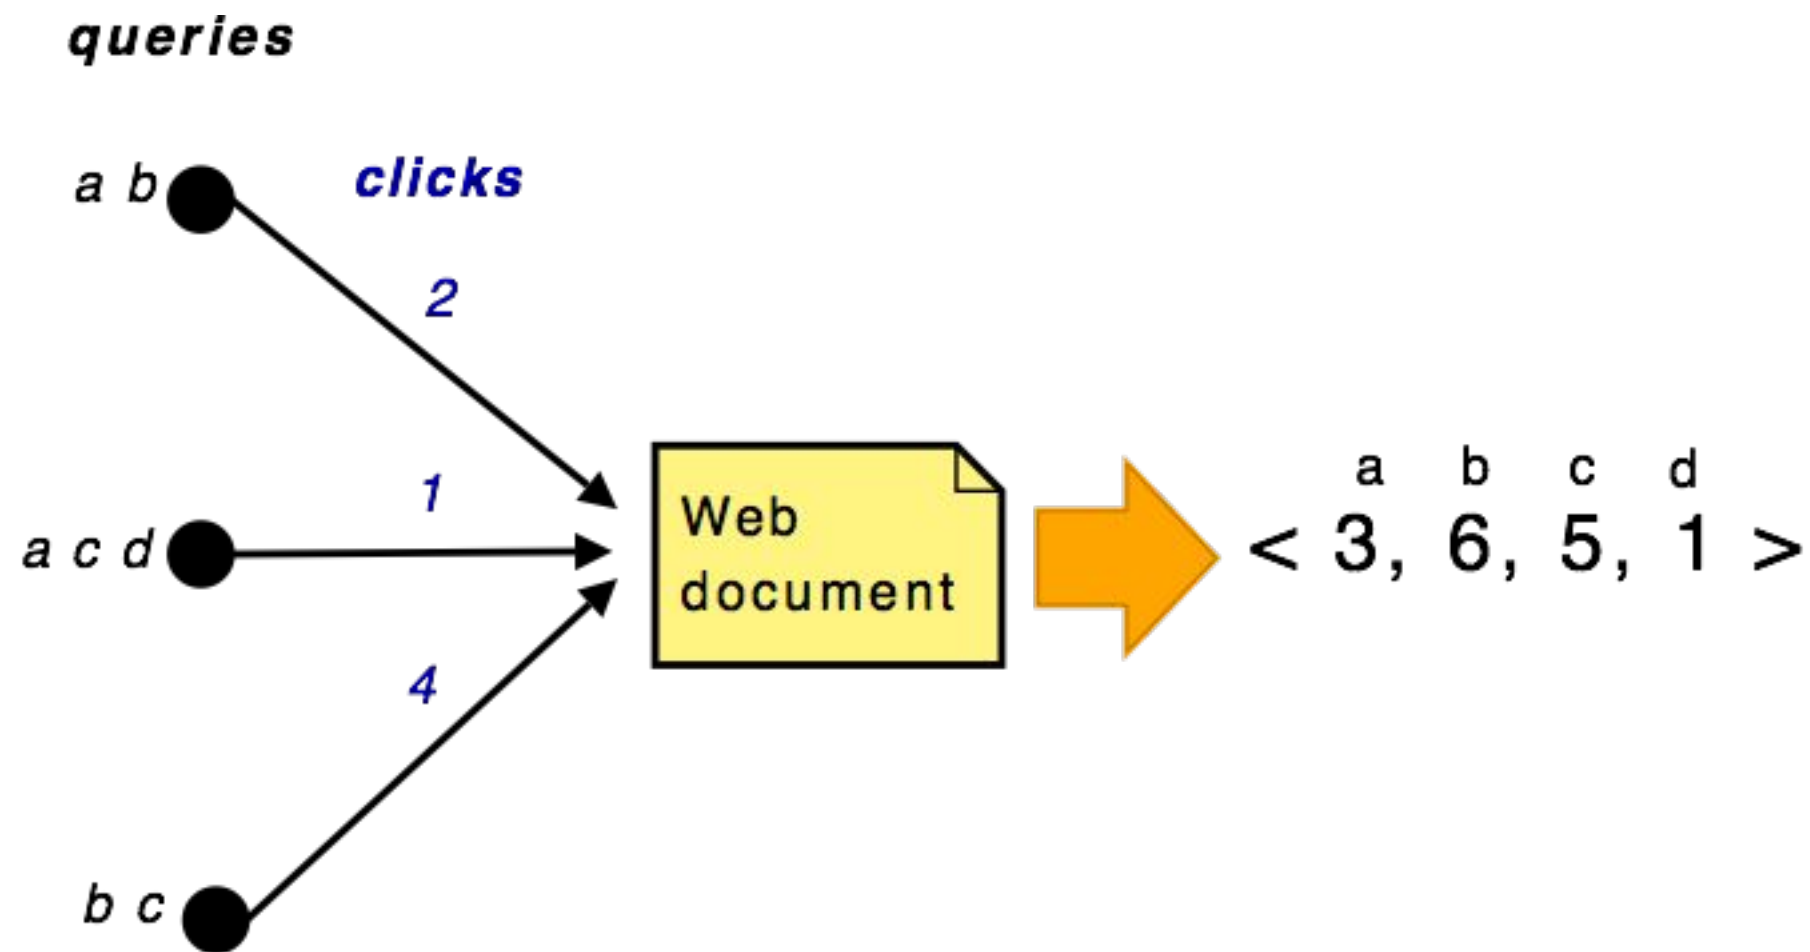 queries
a b
clicks
2
a c d
1
Web
document
a b c d
< 3, 6, 5, 1 >
4
b c